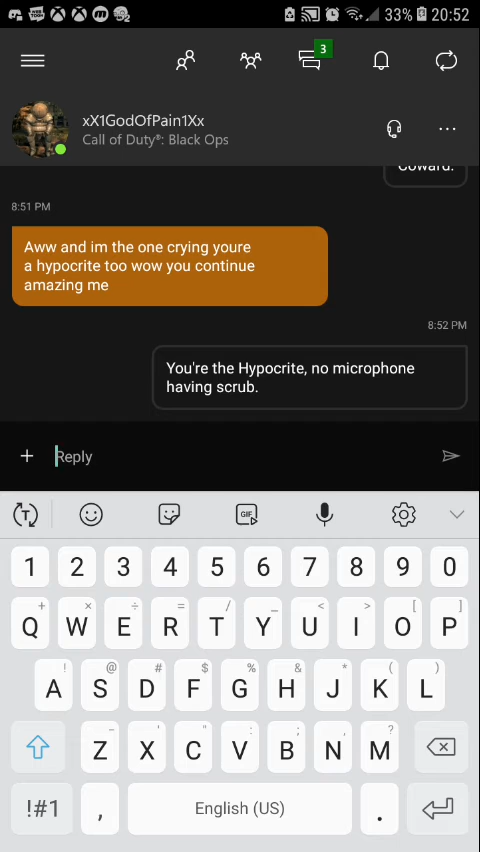 33% 20:52
3
xX1GodOfPain1Xx
Call of Duty®: Black Ops
Coward.
8:51 PM
Aww and im the one crying youre
a hypocrite too wow you continue
amazing me
8:52 PM
You're the Hypocrite, no microphone
having scrub.
+ Reply
T GIF
1 2 3 4 5 6 7 8 9 0
+ × ÷ = / _ < > [ ]
Q W E R T Y U I O P
! @ # $ % & * ( )
A S D F G H J K L
- ' " : ; , ?
Z X C V B N M
!#1 , English (US) .